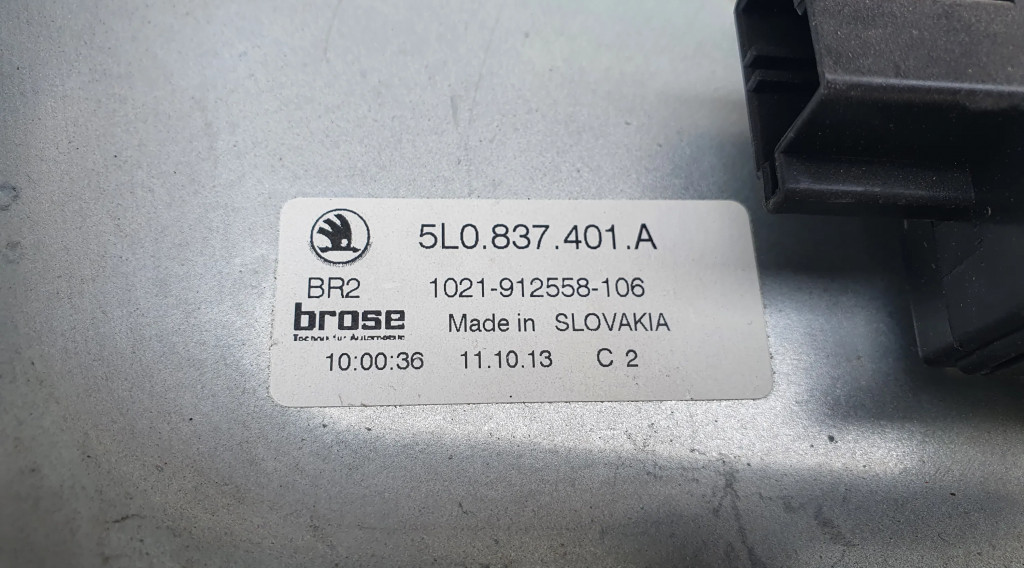 5L0.837.401.A
BR2 1021-912558-106
brose
Made in SLOVAKIA
10:00:36 11.10.13 C 2